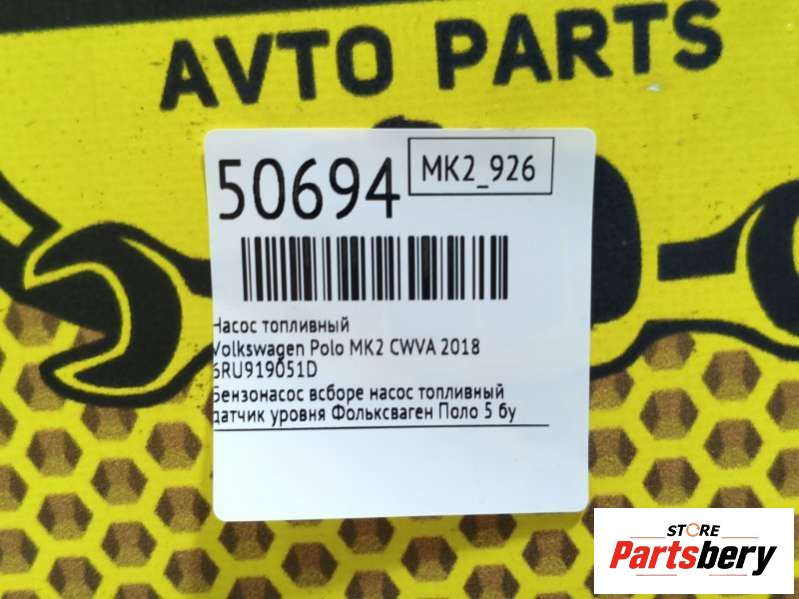 AVTO PARTS
50694
MK2_926
Насос топливный
Volkswagen Polo MK2 CWVA 2018
6RU919051D
Бензонасос всборе насос топливный
датчик уровня Фольксваген Поло 5 бу
STORE
Partsbery